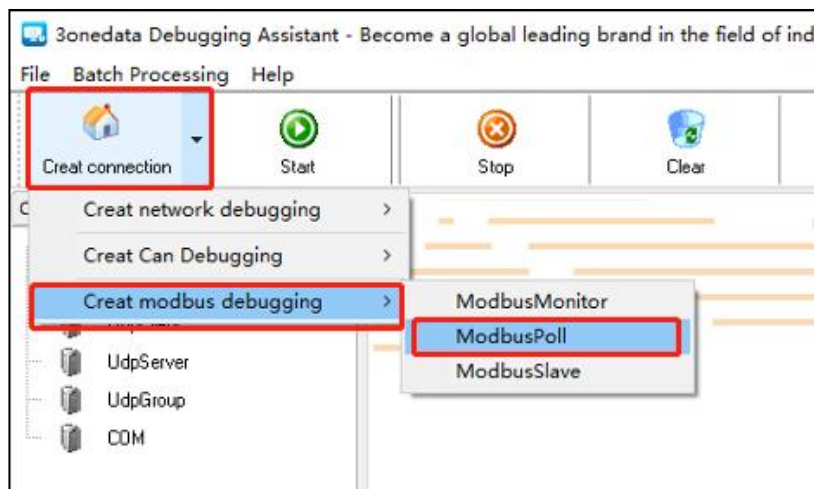 3onedata Debugging Assistant - Become a global leading brand in the field of ind
File Batch Processing Help
Creat connection Start Stop Clear
Creat network debugging
Creat Can Debugging
Creat modbus debugging
ModbusMonitor
ModbusPoll
ModbusSlave
UdpServer
UdpGroup
COM